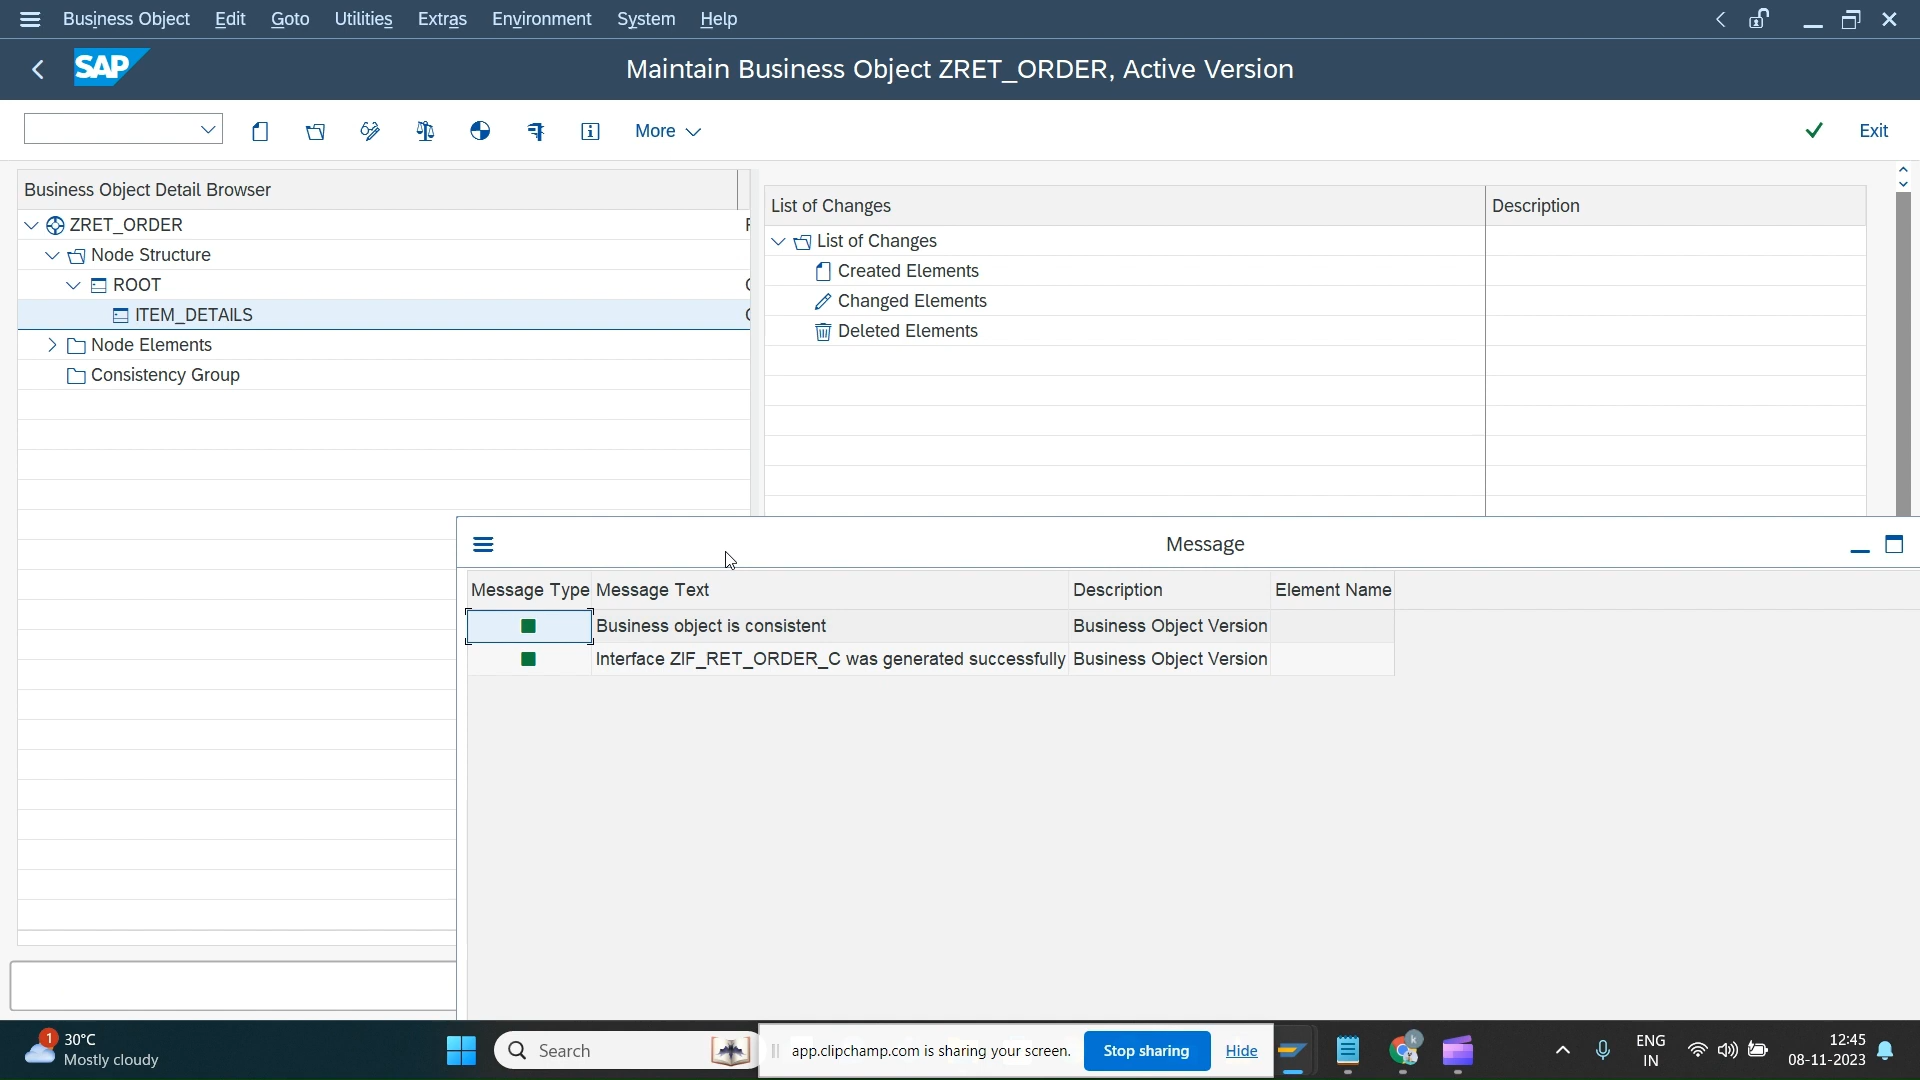 Business Object Edit Goto Utilities Extras Environment System Help
SAP Maintain Business Object ZRET_ORDER, Active Version
More Exit
Business Object Detail Browser
ZRET_ORDER
Node Structure
ROOT
ITEM_DETAILS
Node Elements
Consistency Group
List of Changes Description
List of Changes
Created Elements
Changed Elements
Deleted Elements
Message
Message Type Message Text Description Element Name
Business object is consistent Business Object Version
Interface ZIF_RET_ORDER_C was generated successfully Business Object Version
1
30°C
Mostly cloudy
Search
app.clipchamp.com is sharing your screen. Stop sharing Hide
k
ENG
IN
12:45
08-11-2023